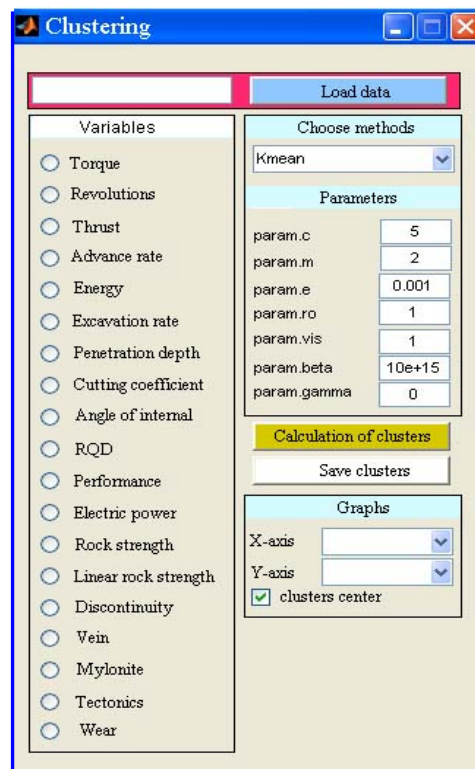 Clustering
Load data
Variables
Torque
Revolutions
Thrust
Advance rate
Energy
Excavation rate
Penetration depth
Cutting coefficient
Angle of internal
RQD
Performance
Electric power
Rock strength
Linear rock strength
Discontinuity
Vein
Mylonite
Tectonics
Wear
Choose methods
Kmean
Parameters
param.c 5
param.m 2
param.e 0.001
param.ro 1
param.vis 1
param.beta 10e+15
param.gamma 0
Calculation of clusters
Save clusters
Graphs
X-axis
Y-axis
clusters center